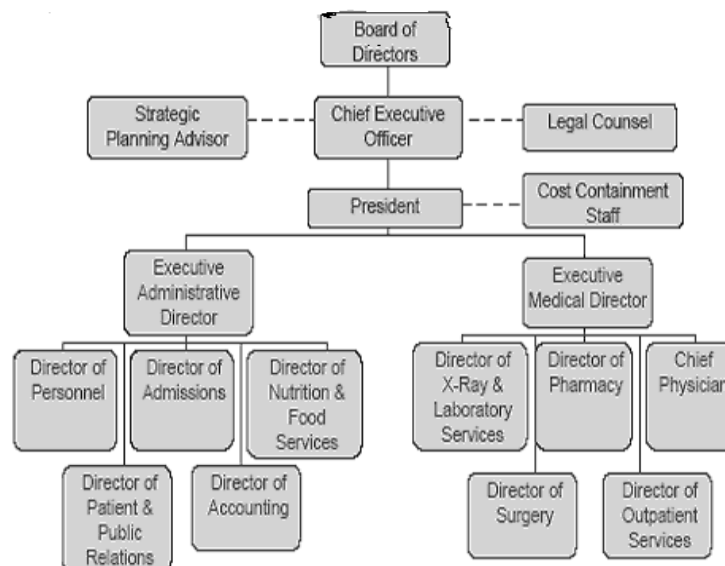 Board of
Directors
Strategic
Planning Advisor
Chief Executive
Officer
Legal Counsel
President
Cost Containment
Staff
Executive
Administrative
Director
Executive
Medical Director
Director of
Personnel
Director of
Admissions
Director of
Nutrition &
Food
Services
Director of
X-Ray &
Laboratory
Services
Director of
Pharmacy
Chief
Physician
Director of
Patient &
Public
Relations
Director of
Accounting
Director of
Surgery
Director of
Outpatient
Services